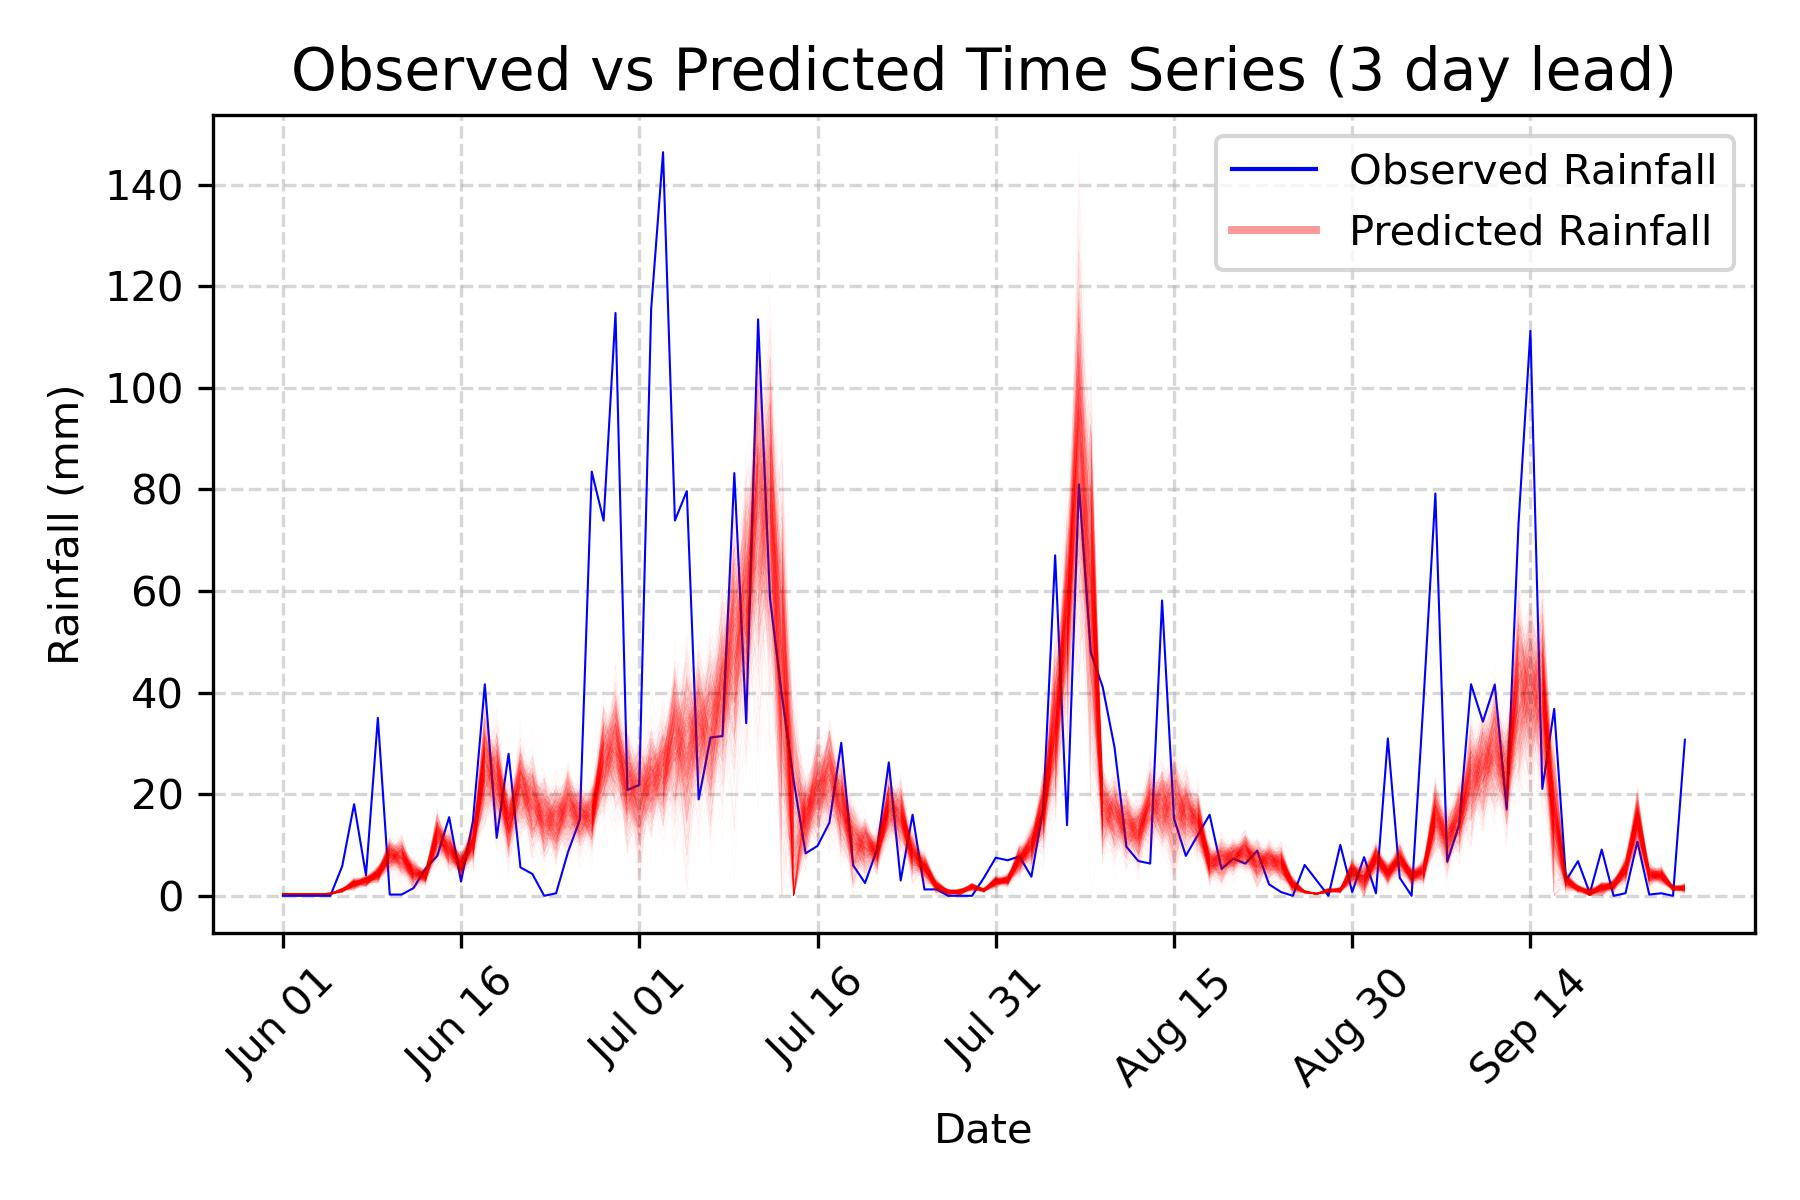 Observed vs Predicted Time Series (3 day lead)
Observed Rainfall
Predicted Rainfall
Rainfall (mm)
140
120
100
80
60
40
20
0
Jun 01
Jun 16
Jul 01
Jul 16
Jul 31
Aug 15
Aug 30
Sep 14
Date